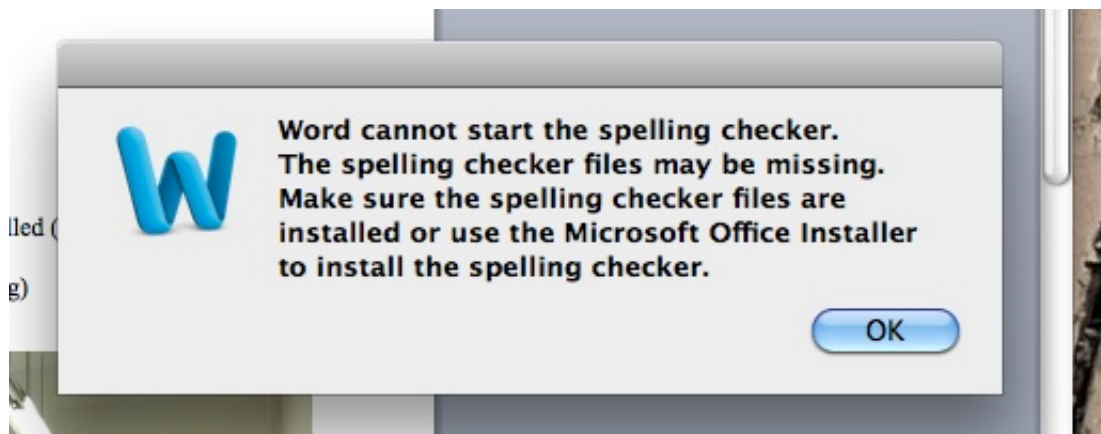 Word cannot start the spelling checker.
The spelling checker files may be missing.
Make sure the spelling checker files are
lled (
installed or use the Microsoft Office Installer
to install the spelling checker.
g)
OK